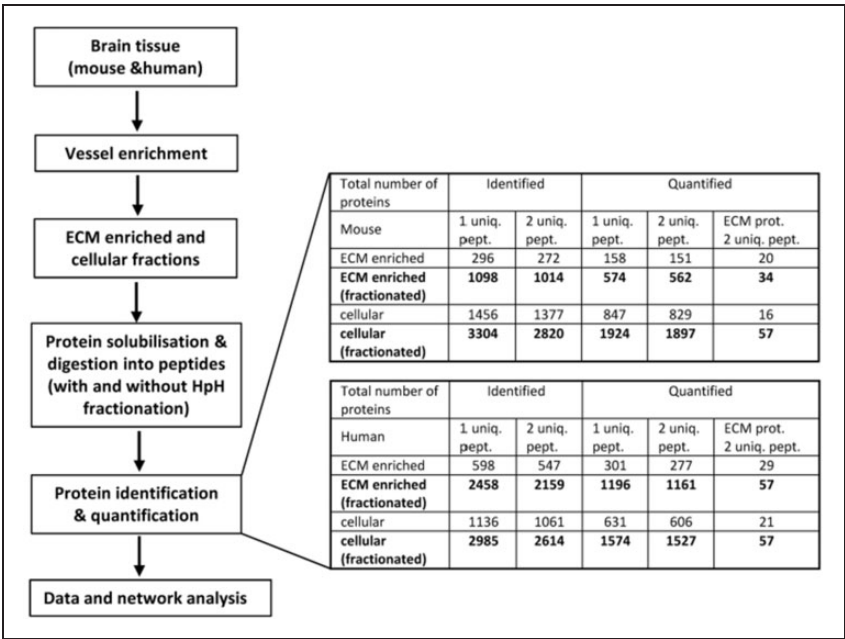 Brain tissue
(mouse &human)
Vessel enrichment
ECM enriched and
cellular fractions
Protein solubilisation &
digestion into peptides
(with and without HpH
fractionation)
Protein identification
& quantification
Data and network analysis
Total number of proteins Identified Quantified
Mouse 1 uniq. pept. 2 uniq. pept. 1 uniq. pept. 2 uniq. pept. ECM prot. 2 uniq. pept.
ECM enriched 296 272 158 151 20
ECM enriched (fractionated) 1098 1014 574 562 34
cellular 1456 1377 847 829 16
cellular (fractionated) 3304 2820 1924 1897 57
Total number of proteins Identified Quantified
Human 1 uniq. pept. 2 uniq. pept. 1 uniq. pept. 2 uniq. pept. ECM prot. 2 uniq. pept.
ECM enriched 598 547 301 277 29
ECM enriched (fractionated) 2458 2159 1196 1161 57
cellular 1136 1061 631 606 21
cellular (fractionated) 2985 2614 1574 1527 57